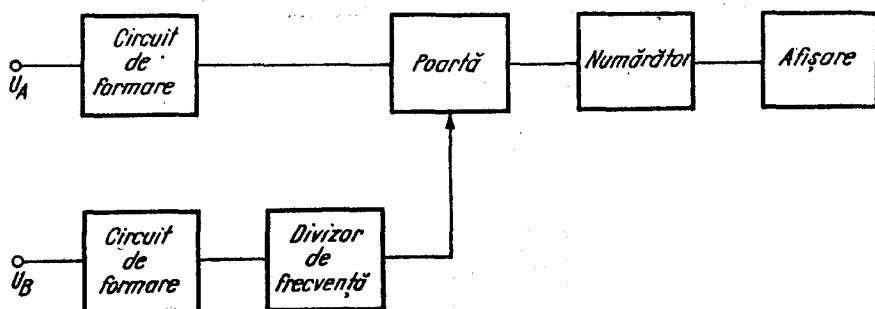 Circuit
de
formare
Poartă
Numărător
Afișare
U_A
Circuit
de
formare
Divizor
de
frecvență
U_B